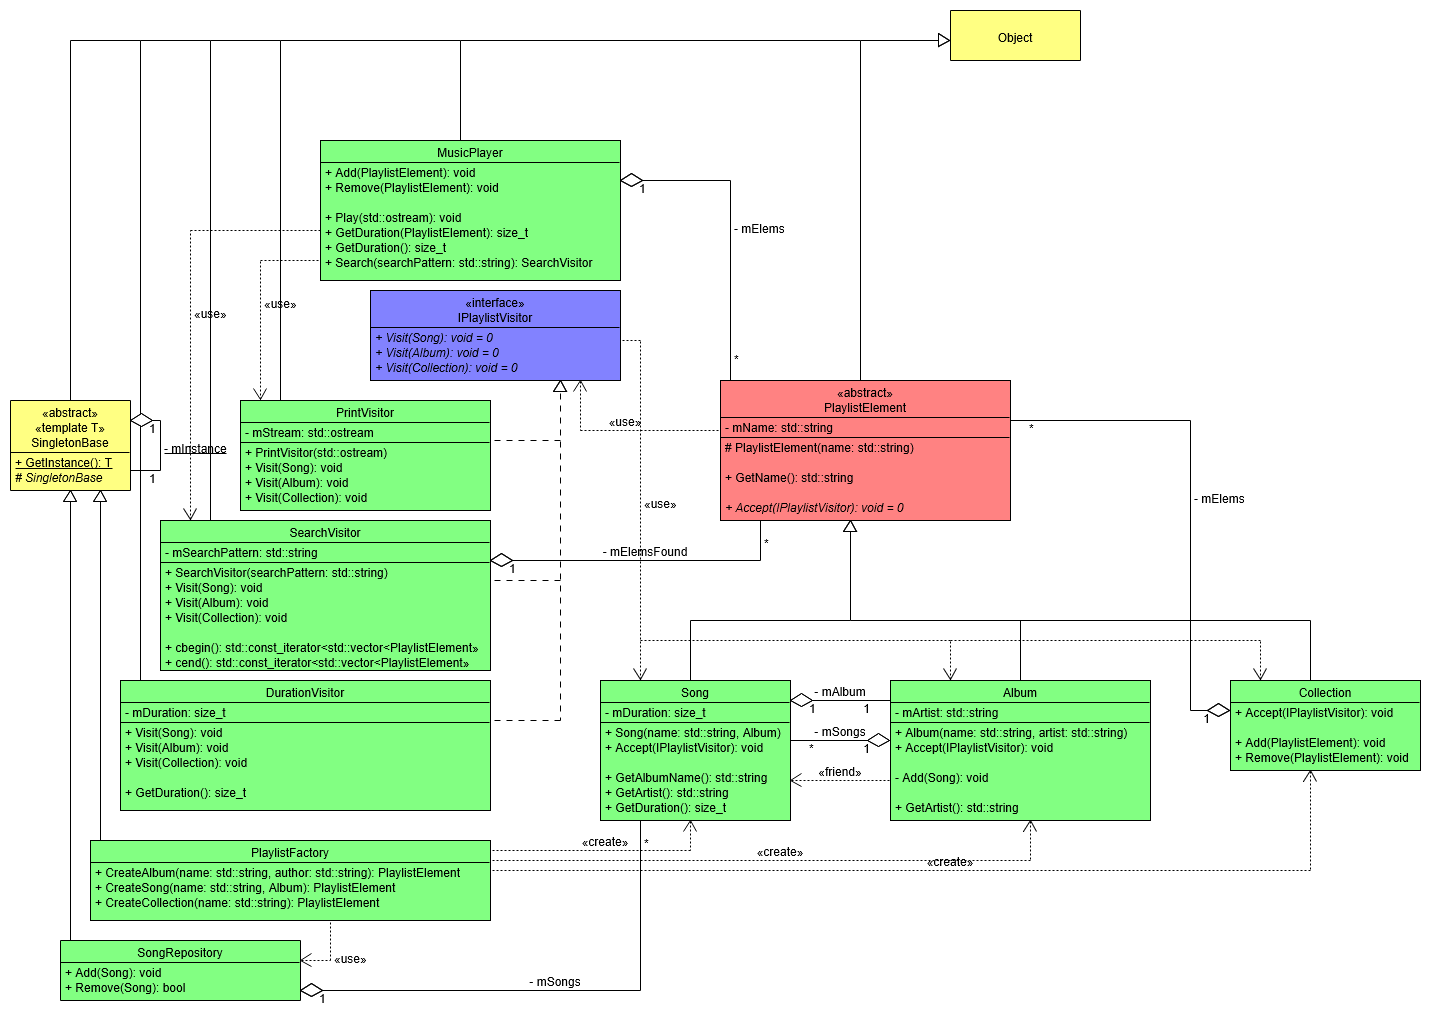 Object
MusicPlayer
+ Add(PlaylistElement): void
+ Remove(PlaylistElement): void
+ Play(std::ostream): void
+ GetDuration(PlaylistElement): size_t
+ GetDuration(): size_t
+ Search(searchPattern: std::string): SearchVisitor
1
- mElems
*
«use»
«use»
«interface»
IPlaylistVisitor
+ Visit(Song): void = 0
+ Visit(Album): void = 0
+ Visit(Collection): void = 0
«abstract»
PlaylistElement
- mName: std::string
# PlaylistElement(name: std::string)
+ GetName(): std::string
+ Accept(IPlaylistVisitor): void = 0
«use»
«use»
*
- mElems
1
«abstract»
«template T»
SingletonBase
+ GetInstance(): T
# SingletonBase
1
- mInstance
1
PrintVisitor
- mStream: std::ostream
+ PrintVisitor(std::ostream)
+ Visit(Song): void
+ Visit(Album): void
+ Visit(Collection): void
SearchVisitor
- mSearchPattern: std::string
+ SearchVisitor(searchPattern: std::string)
+ Visit(Song): void
+ Visit(Album): void
+ Visit(Collection): void
+ cbegin(): std::const_iterator<std::vector<PlaylistElement»
+ cend(): std::const_iterator<std::vector<PlaylistElement»
1
- mElemsFound
*
DurationVisitor
- mDuration: size_t
+ Visit(Song): void
+ Visit(Album): void
+ Visit(Collection): void
+ GetDuration(): size_t
Song
- mDuration: size_t
+ Song(name: std::string, Album)
+ Accept(IPlaylistVisitor): void
+ GetAlbumName(): std::string
+ GetArtist(): std::string
+ GetDuration(): size_t
- mAlbum
1
1
- mSongs
*
1
«friend»
Album
- mArtist: std::string
+ Album(name: std::string, artist: std::string)
+ Accept(IPlaylistVisitor): void
- Add(Song): void
+ GetArtist(): std::string
Collection
+ Accept(IPlaylistVisitor): void
+ Add(PlaylistElement): void
+ Remove(PlaylistElement): void
PlaylistFactory
+ CreateAlbum(name: std::string, author: std::string): PlaylistElement
+ CreateSong(name: std::string, Album): PlaylistElement
+ CreateCollection(name: std::string): PlaylistElement
«create»
*
«create»
«create»
SongRepository
+ Add(Song): void
+ Remove(Song): bool
«use»
1
- mSongs